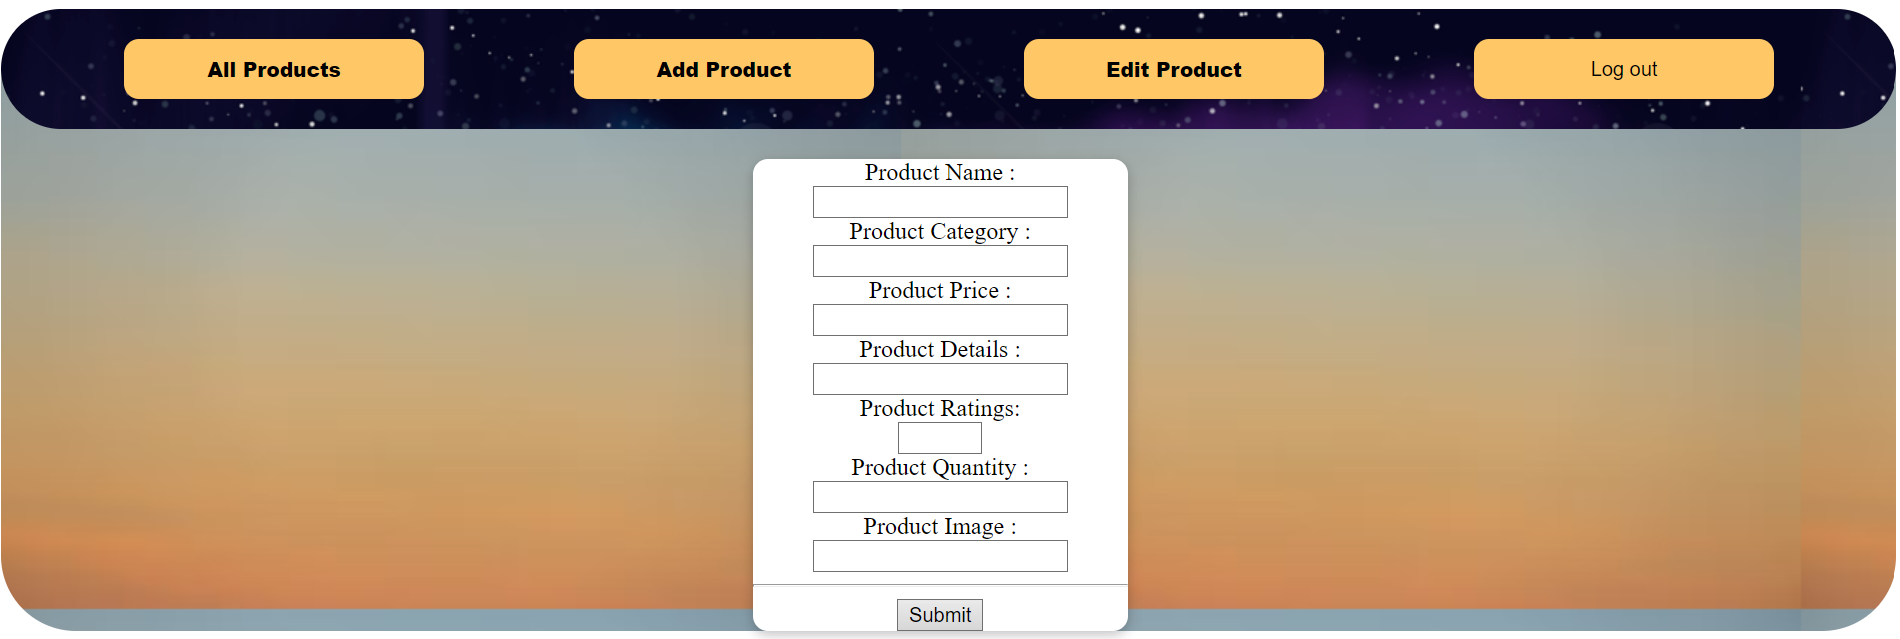 All Products Add Product Edit Product Log out
Product Name :
Product Category :
Product Price :
Product Details :
Product Ratings:
Product Quantity :
Product Image :
Submit